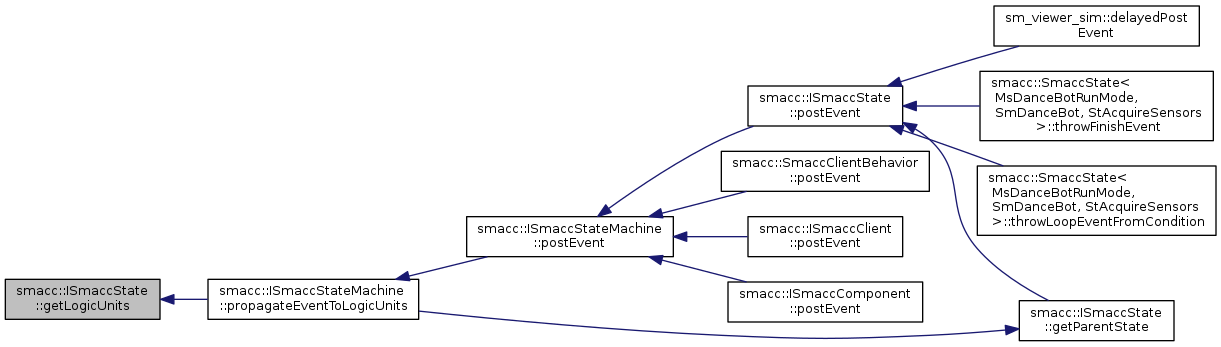 sm_viewer_sim::delayedPost
Event
smacc::SmaccState<
MsDanceBotRunMode,
SmDanceBot, StAcquireSensors
>::throwFinishEvent
smacc::ISmaccState
::postEvent
smacc::SmaccClientBehavior
::postEvent
smacc::SmaccState<
MsDanceBotRunMode,
SmDanceBot, StAcquireSensors
>::throwLoopEventFromCondition
smacc::ISmaccStateMachine
::postEvent
smacc::ISmaccClient
::postEvent
smacc::ISmaccState
::getLogicUnits
smacc::ISmaccStateMachine
::propagateEventToLogicUnits
smacc::ISmaccComponent
::postEvent
smacc::ISmaccState
::getParentState